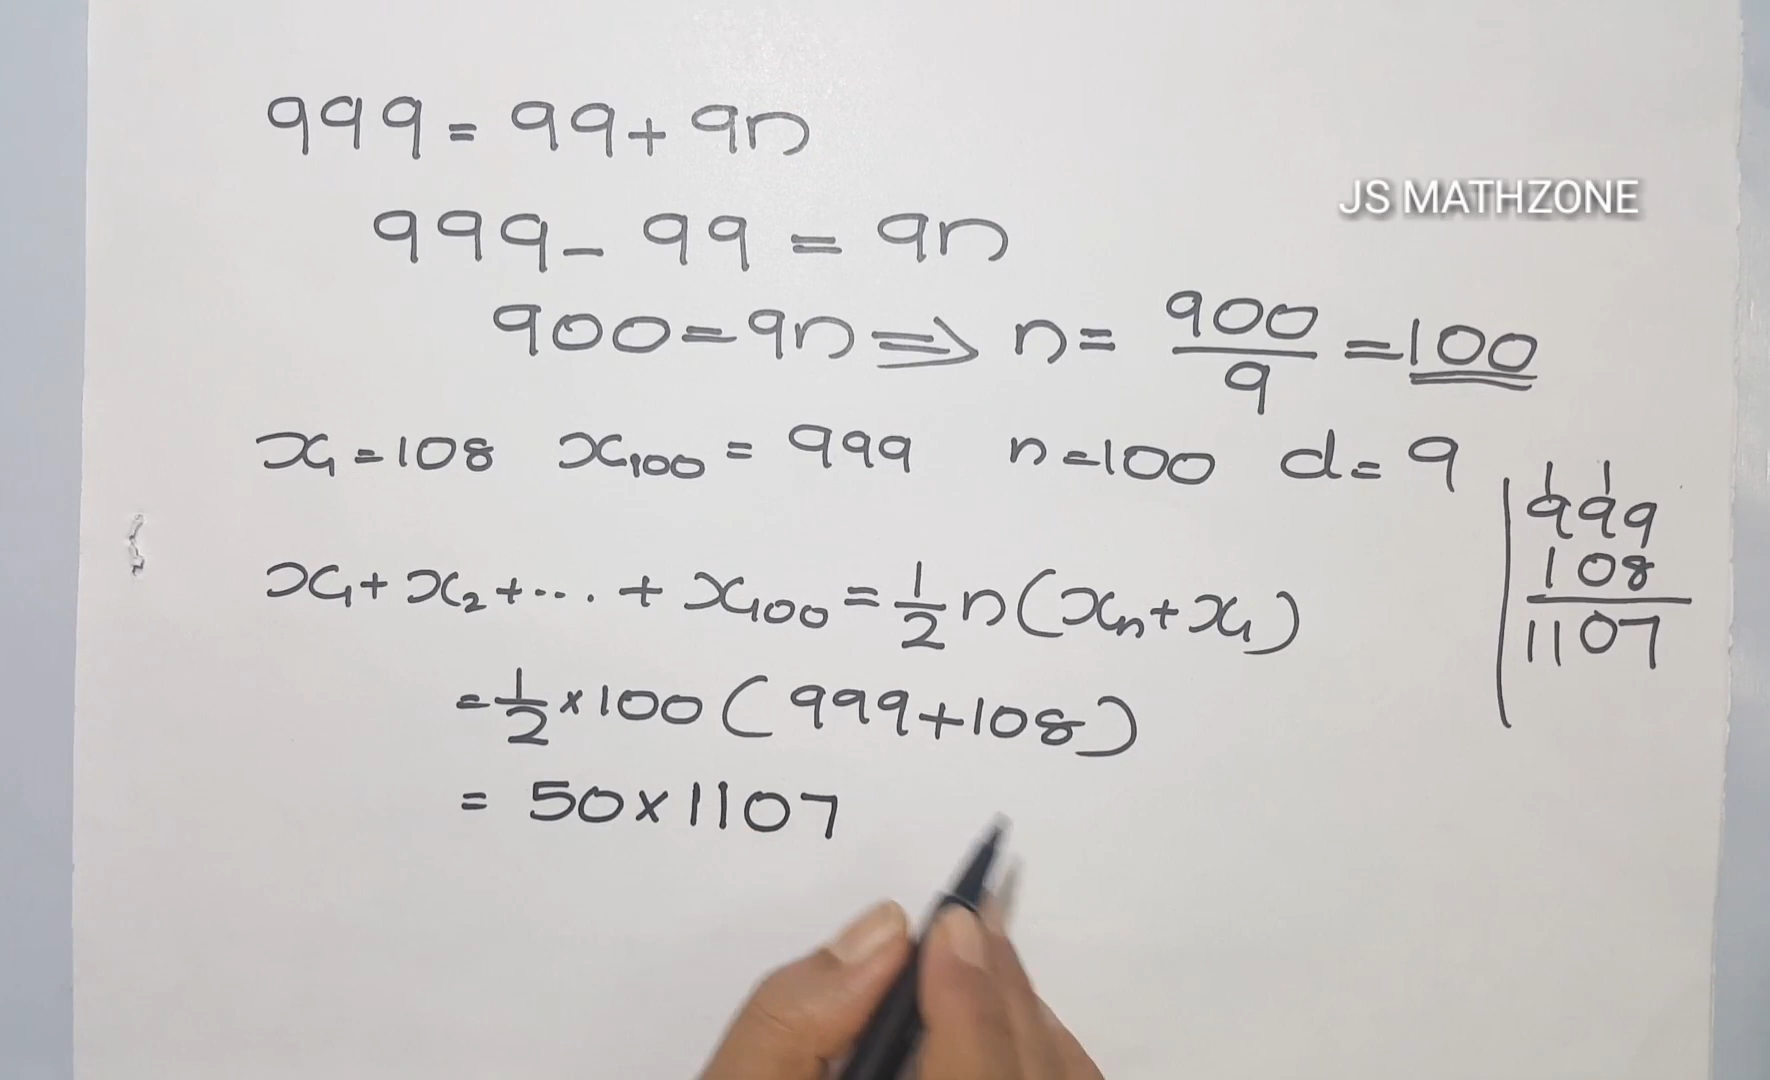 999 = 99 + 9n
JS MATHZONE
999 - 99 = 9n
900 = 9n ⇒ n = 900/9 = 100
x₁ = 108 x₁₀₀ = 999 n = 100 d = 9
11
999
108
1107
x₁ + x₂ + ... + x₁₀₀ = 1/2 n (xₙ + x₁)
= 1/2 × 100 (999 + 108)
= 50 × 1107